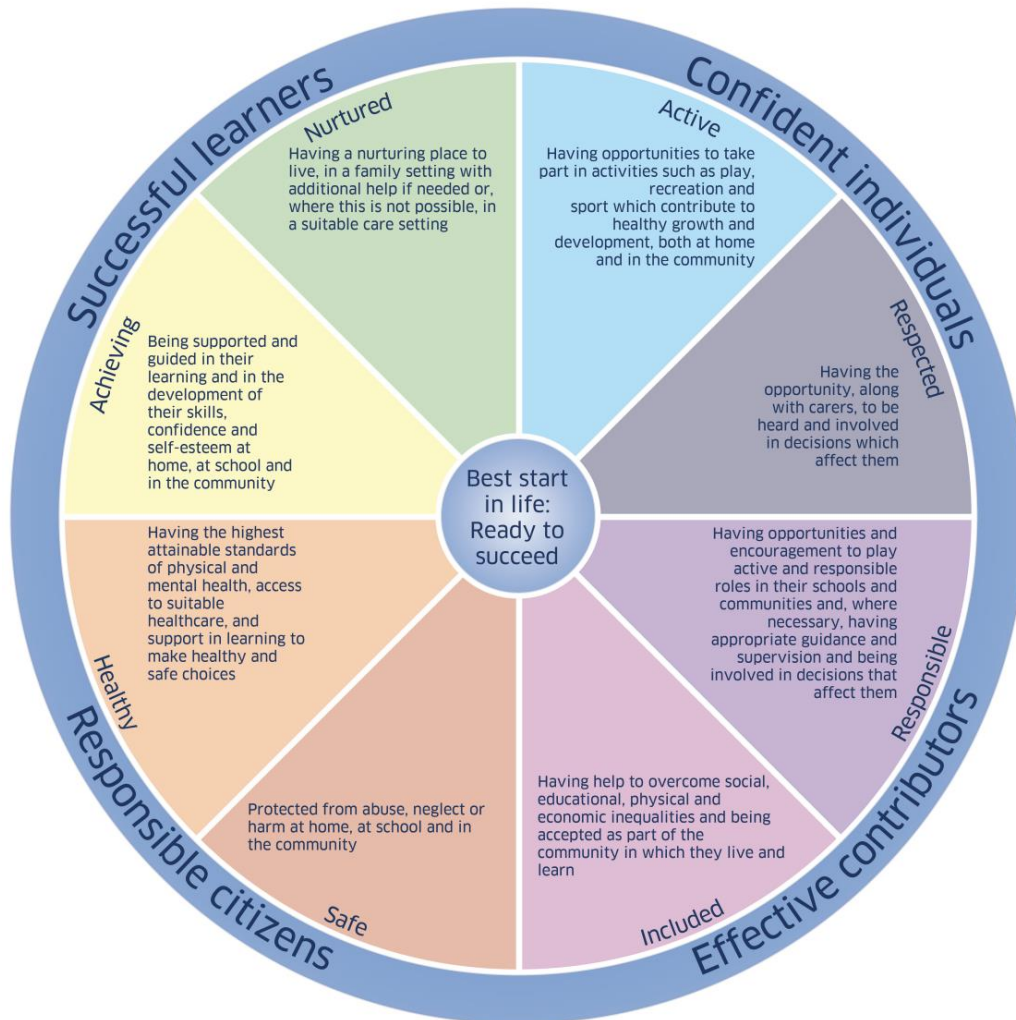 Successful learners
Confident individuals
Nurtured
Having a nurturing place to
live, in a family setting with
additional help if needed or,
where this is not possible, in
a suitable care setting
Active
Having opportunities to take
part in activities such as play,
recreation and
sport which contribute to
healthy growth and
development, both at home
and in the community
Achieving
Being supported and
guided in their
learning and in the
development of
their skills,
confidence and
self-esteem at
home, at school and
in the community
Respected
Having the
opportunity, along
with carers, to be
heard and involved
in decisions which
affect them
Best start
in life:
Ready to
succeed
Healthy
Having the highest
attainable standards
of physical and
mental health, access
to suitable
healthcare, and
support in learning to
make healthy and
safe choices
Responsible
Having opportunities and
encouragement to play
active and responsible
roles in their schools and
communities and, where
necessary, having
appropriate guidance and
supervision and being
involved in decisions that
affect them
Protected from abuse, neglect or
harm at home, at school and in
the community
Safe
Having help to overcome social,
educational, physical and
economic inequalities and being
accepted as part of the
community in which they live and
learn
Included
Responsible citizens
Effective contributors